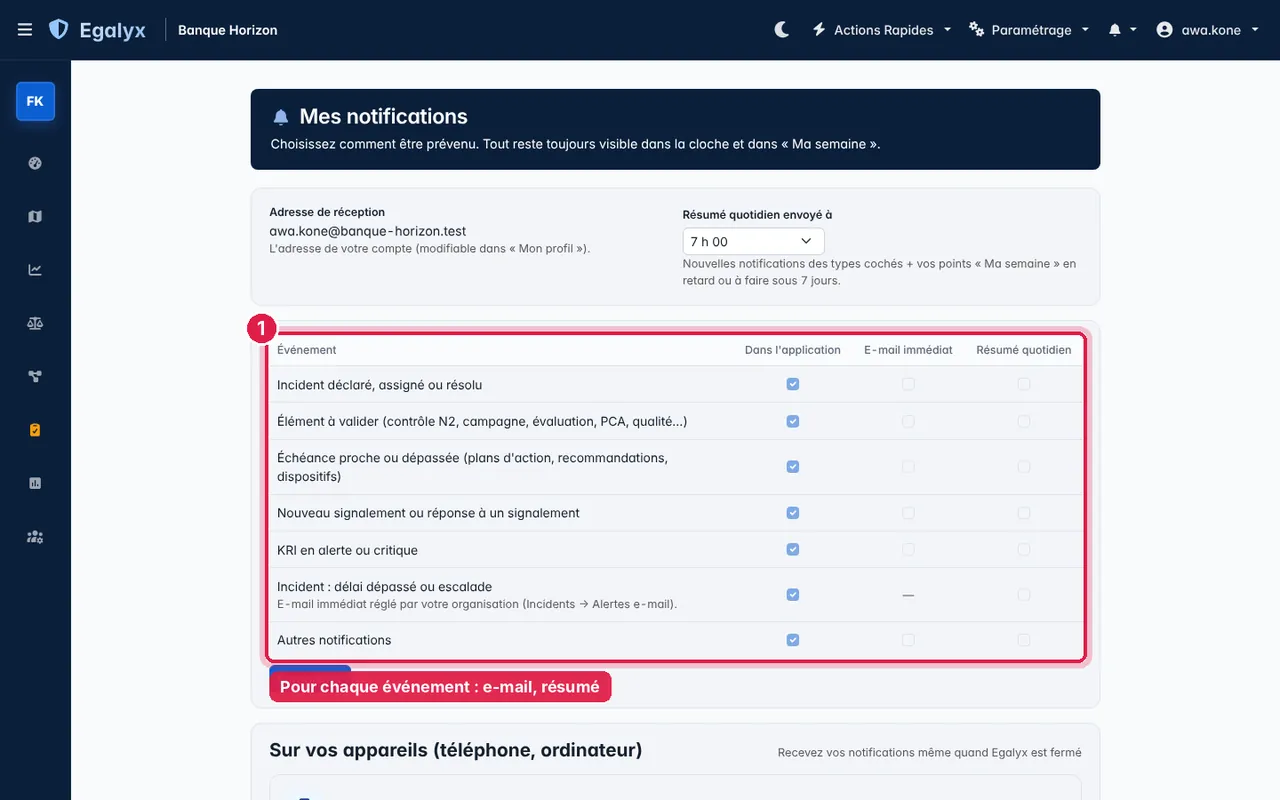 Egalyx
Banque Horizon
Actions Rapides
Paramétrage
awa.kone
FK
Mes notifications
Choisissez comment être prévenu. Tout reste toujours visible dans la cloche et dans « Ma semaine ».
Adresse de réception
awa.kone@banque-horizon.test
L'adresse de votre compte (modifiable dans « Mon profil »).
Résumé quotidien envoyé à
7 h 00
Nouvelles notifications des types cochés + vos points « Ma semaine » en
retard ou à faire sous 7 jours.
1
Événement Dans l'application E-mail immédiat Résumé quotidien
Incident déclaré, assigné ou résolu
Élément à valider (contrôle N2, campagne, évaluation, PCA, qualité…)
Échéance proche ou dépassée (plans d'action, recommandations,
dispositifs)
Nouveau signalement ou réponse à un signalement
KRI en alerte ou critique
Incident : délai dépassé ou escalade
E-mail immédiat réglé par votre organisation (Incidents → Alertes e-mail).
—
Autres notifications
Pour chaque événement : e-mail, résumé
Sur vos appareils (téléphone, ordinateur)
Recevez vos notifications même quand Egalyx est fermé